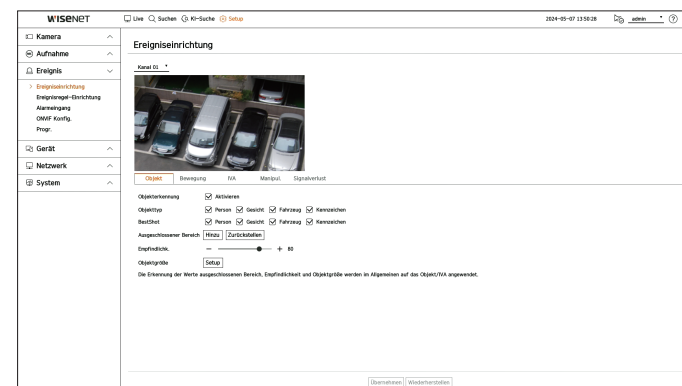 WISENET
Live Suchen KI-Suche Setup 2024-05-07 13:50:28 admin ?
Kamera
Aufnahme
Ereignis
> Ereigniseinrichtung
Ereignisregel-Einrichtung
Alarmeingang
ONVIF Konfig.
Progr.
Gerät
Netzwerk
System
Ereigniseinrichtung
Kanal 01
Objekt Bewegung IVA Manipul. Signalverlust
Objekterkennung Aktivieren
Objekttyp Person Gesicht Fahrzeug Kennzeichen
BestShot Person Gesicht Fahrzeug Kennzeichen
Ausgeschlossener Bereich Hinzu Zurückstellen
Empfindlichk. − + 80
Objektgröße Setup
Die Erkennung der Werte ausgeschlossenen Bereich, Empfindlichkeit und Objektgröße werden im Allgemeinen auf das Objekt/IVA angewendet.
Übernehmen Wiederherstellen